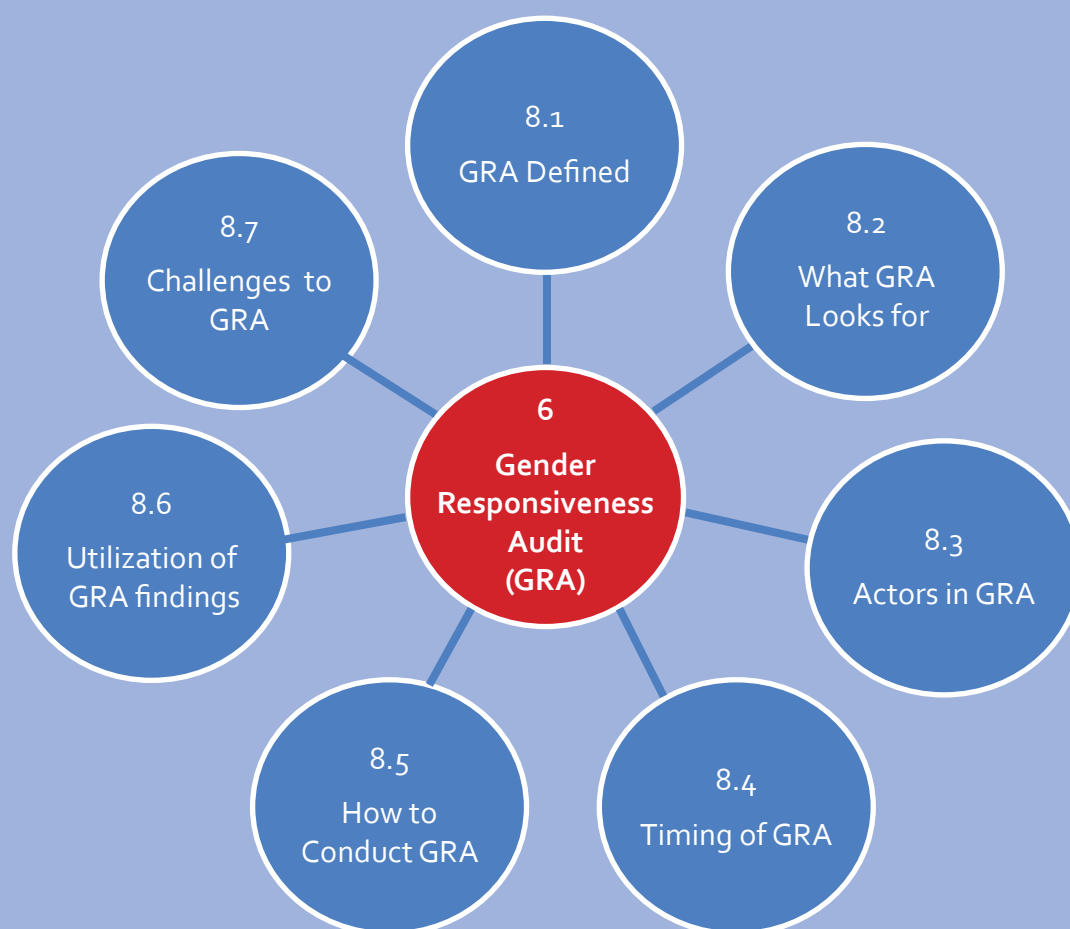 6
Gender
Responsiveness
Audit
(GRA)
8.1
GRA Defined
8.2
What GRA
Looks for
8.3
Actors in GRA
8.4
Timing of GRA
8.5
How to
Conduct GRA
8.6
Utilization of
GRA findings
8.7
Challenges to
GRA